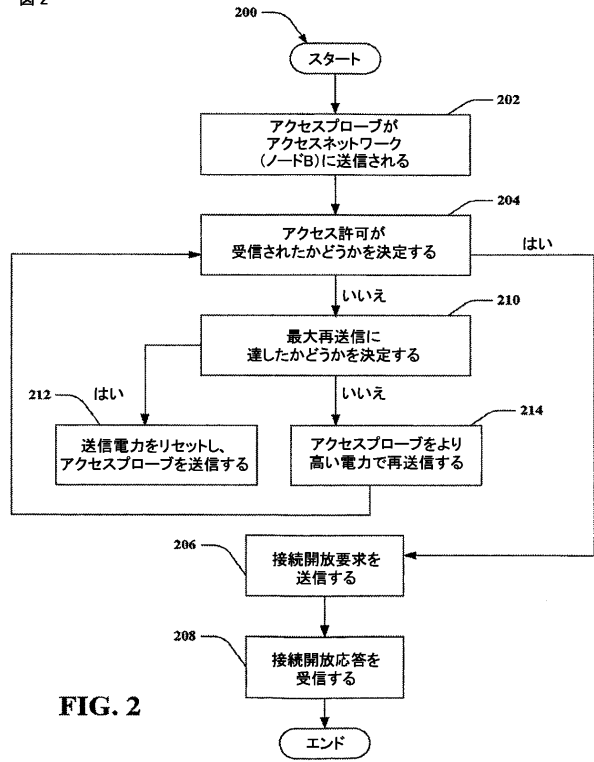 図2
200
スタート
202
アクセスプローブが
アクセスネットワーク
(ノードB)に送信される
204
アクセス許可が
受信されたかどうかを決定する
はい
いいえ
210
最大再送信に
達したかどうかを決定する
212
はい
いいえ
214
送信電力をリセットし、
アクセスプローブを送信する
アクセスプローブをより
高い電力で再送信する
206
接続開放要求を
送信する
208
接続開放応答を
受信する
FIG. 2
エンド